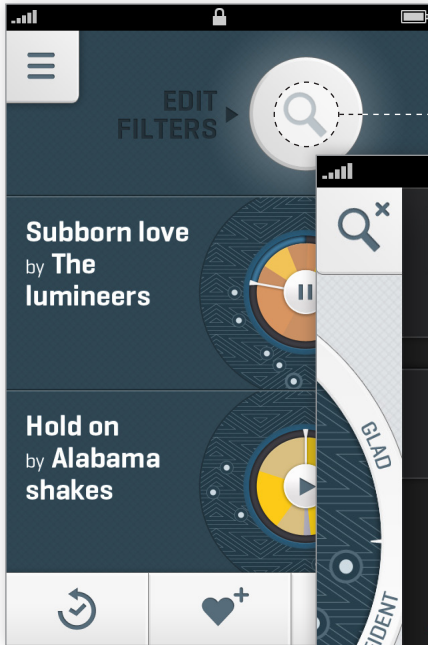 EDIT
FILTERS
Subborn love
by The
lumineers
Hold on
by Alabama
shakes
GLAD